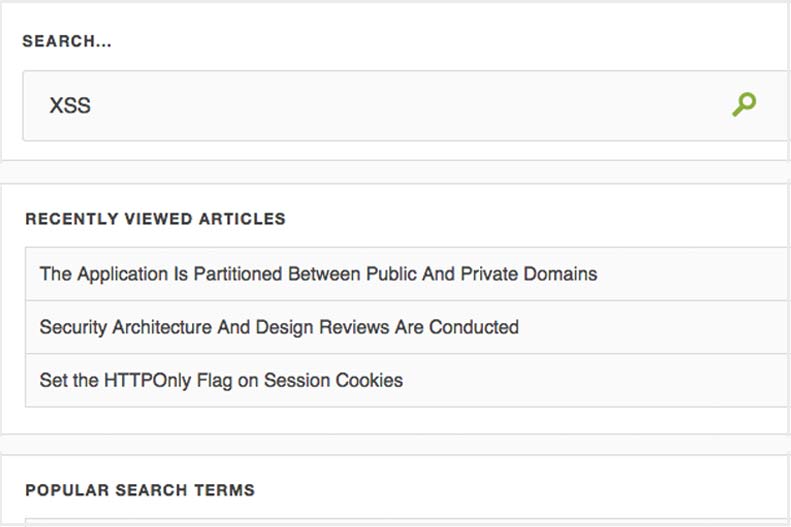 SEARCH...
XSS
RECENTLY VIEWED ARTICLES
The Application Is Partitioned Between Public And Private Domains
Security Architecture And Design Reviews Are Conducted
Set the HTTPOnly Flag on Session Cookies
POPULAR SEARCH TERMS